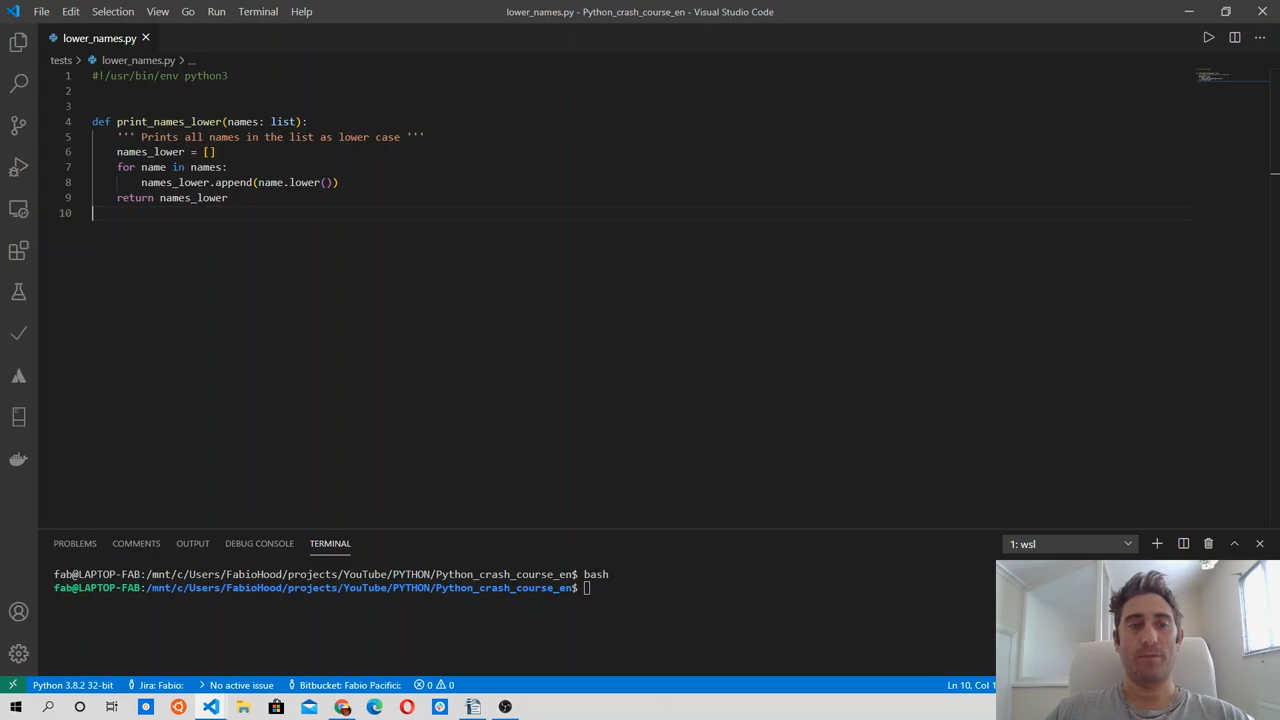 File Edit Selection View Go Run Terminal Help
lower_names.py - Python_crash_course_en - Visual Studio Code
lower_names.py
tests > lower_names.py > ...
1 #!/usr/bin/env python3
2
3
4 def print_names_lower(names: list):
5 ''' Prints all names in the list as lower case '''
6 names_lower = []
7 for name in names:
8 names_lower.append(name.lower())
9 return names_lower
10
PROBLEMS COMMENTS OUTPUT DEBUG CONSOLE TERMINAL
1: wsl
fab@LAPTOP-FAB:/mnt/c/Users/FabioHood/projects/YouTube/PYTHON/Python_crash_course_en$ bash
fab@LAPTOP-FAB:/mnt/c/Users/FabioHood/projects/YouTube/PYTHON/Python_crash_course_en$
Python 3.8.2 32-bit Jira: Fabio: No active issue Bitbucket: Fabio Pacifici: 0 0 Ln 10, Col 1